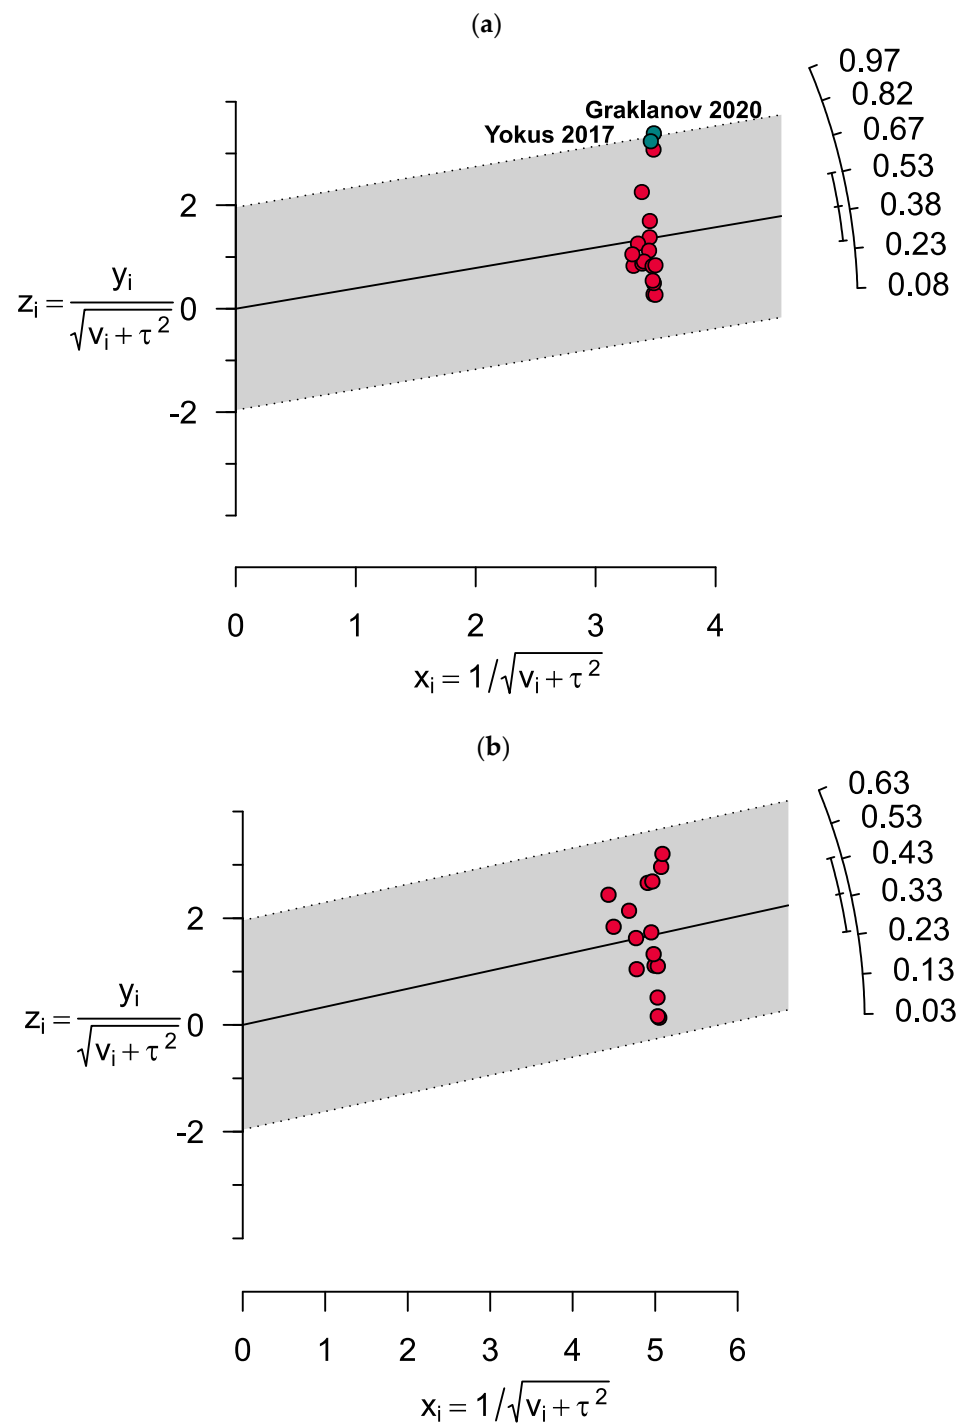 (a)
Graklanov 2020
Yokus 2017
0.97
0.82
0.67
0.53
0.38
0.23
0.08
2
0
-2
zᵢ = yᵢ / √(vᵢ + τ²)
0 1 2 3 4
xᵢ = 1/√(vᵢ + τ²)
(b)
0.63
0.53
0.43
0.33
0.23
0.13
0.03
2
0
-2
zᵢ = yᵢ / √(vᵢ + τ²)
0 1 2 3 4 5 6
xᵢ = 1/√(vᵢ + τ²)